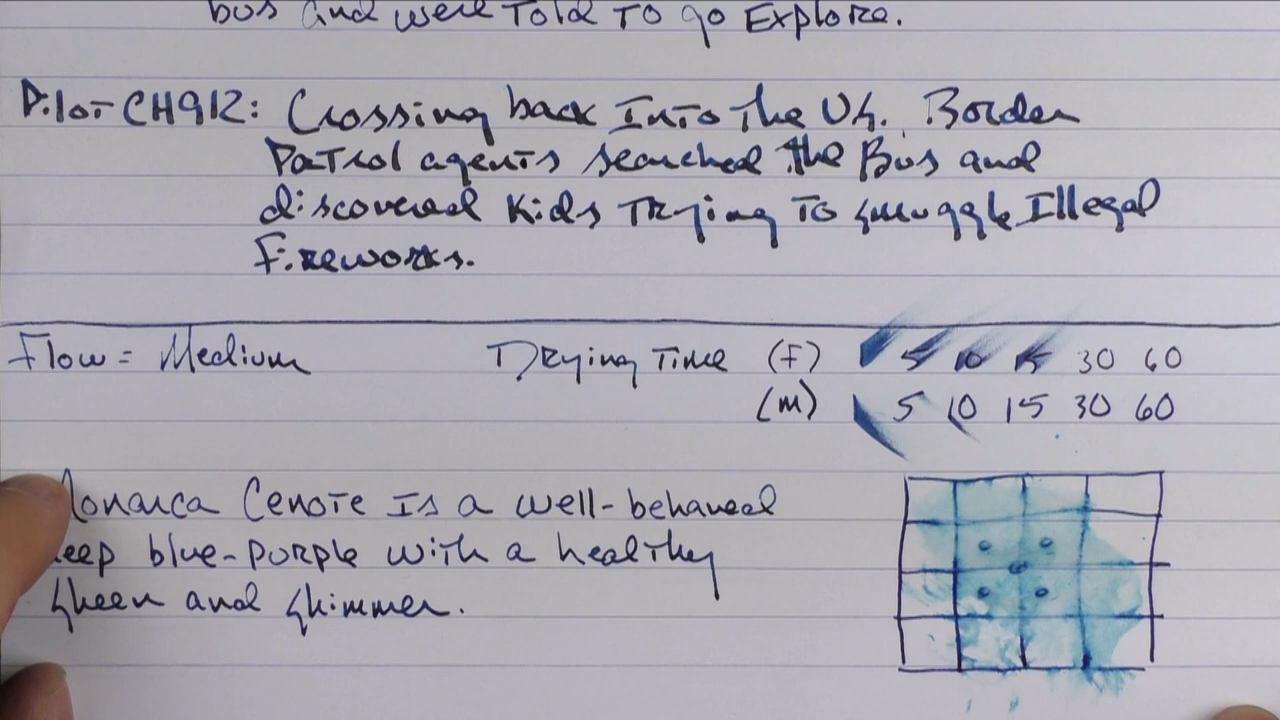 bus and were Told To go Explore.
Pilot CH912: Crossing back Into The U.S. Border
Patrol agents searched the Bus and
discovered Kids Trying To smuggle Illegal
Fireworks.
Flow = Medium Drying Time (F) 5 10 15 30 60
(M) 5 10 15 30 60
onarca Cenote Is a well-behaved
eep blue-purple with a healthy
sheen and shimmer.